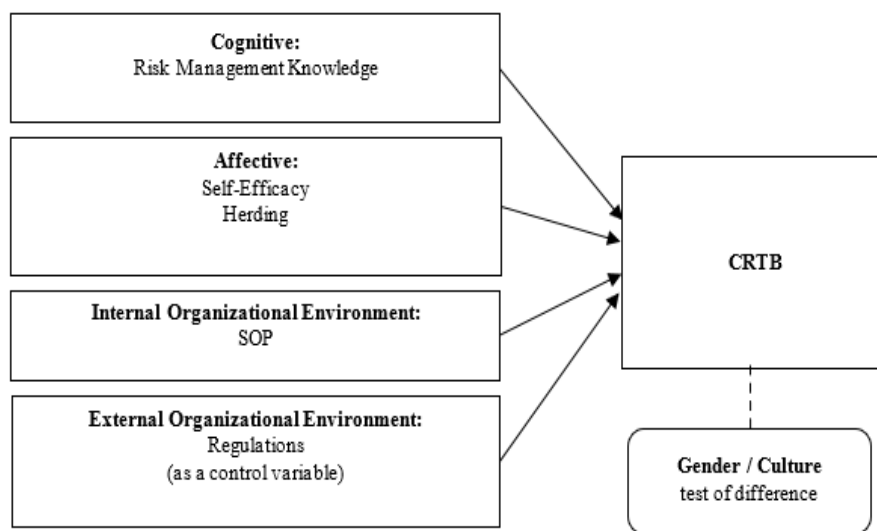 Cognitive:
Risk Management Knowledge
Affective:
Self-Efficacy
Herding
Internal Organizational Environment:
SOP
External Organizational Environment:
Regulations
(as a control variable)
CRTB
Gender / Culture
test of difference